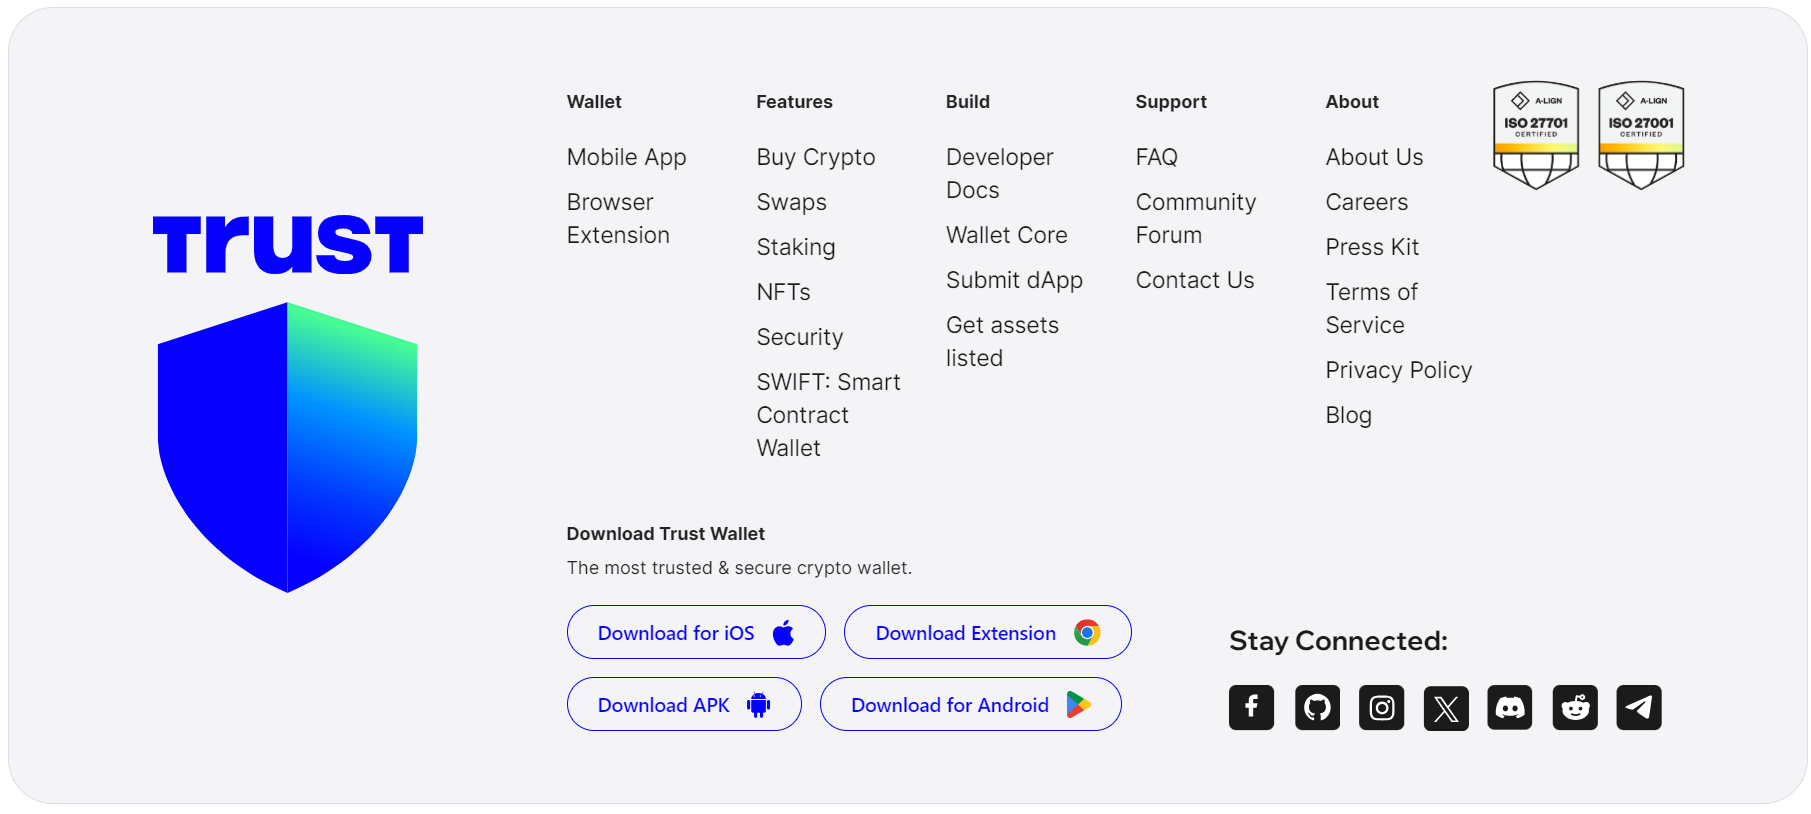 TrusT
Wallet
Mobile App
Browser
Extension
Features
Buy Crypto
Swaps
Staking
NFTs
Security
SWIFT: Smart
Contract
Wallet
Build
Developer
Docs
Wallet Core
Submit dApp
Get assets
listed
Support
FAQ
Community
Forum
Contact Us
About
About Us
Careers
Press Kit
Terms of
Service
Privacy Policy
Blog
A-LIGN
ISO 27701
CERTIFIED
A-LIGN
ISO 27001
CERTIFIED
Download Trust Wallet
The most trusted & secure crypto wallet.
Download for iOS
Download Extension
Download APK
Download for Android
Stay Connected: